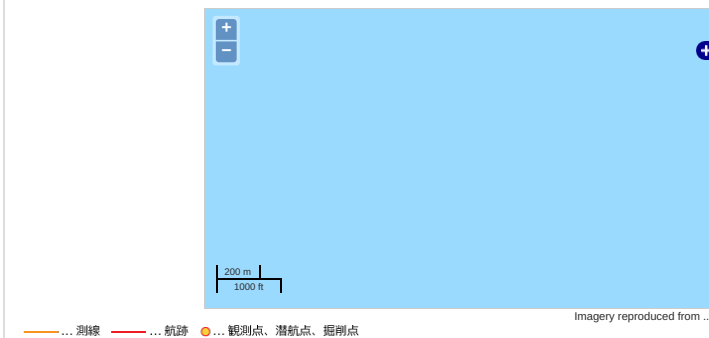 +
−
+
200 m
1000 ft
Imagery reproduced from ..
... 測線 ... 航跡 ... 観測点、潜航点、掘削点